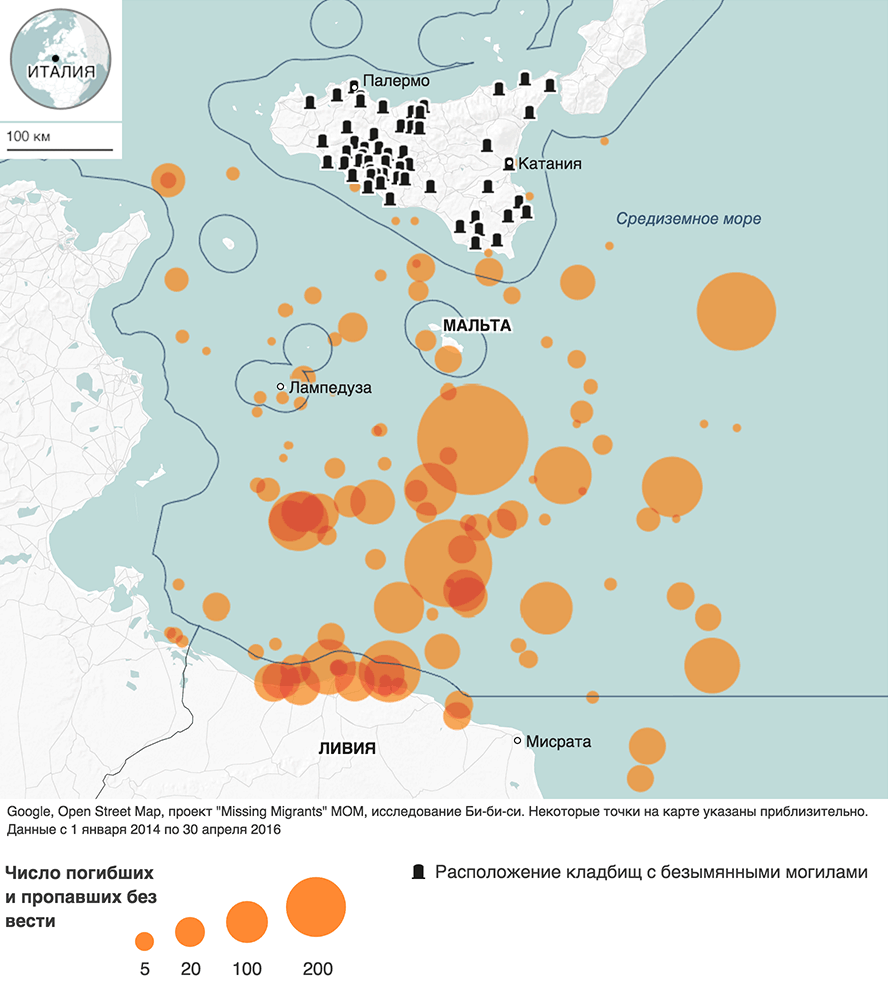 ИТАЛИЯ
100 км
Палермо
Катания
Средиземное море
МАЛЬТА
Лампедуза
ЛИВИЯ
Мисрата
Google, Open Street Map, проект "Missing Migrants" МОМ, исследование Би-би-си. Некоторые точки на карте указаны приблизительно.
Данные с 1 января 2014 по 30 апреля 2016
Число погибших
и пропавших без
вести
5 20 100 200
Расположение кладбищ с безымянными могилами